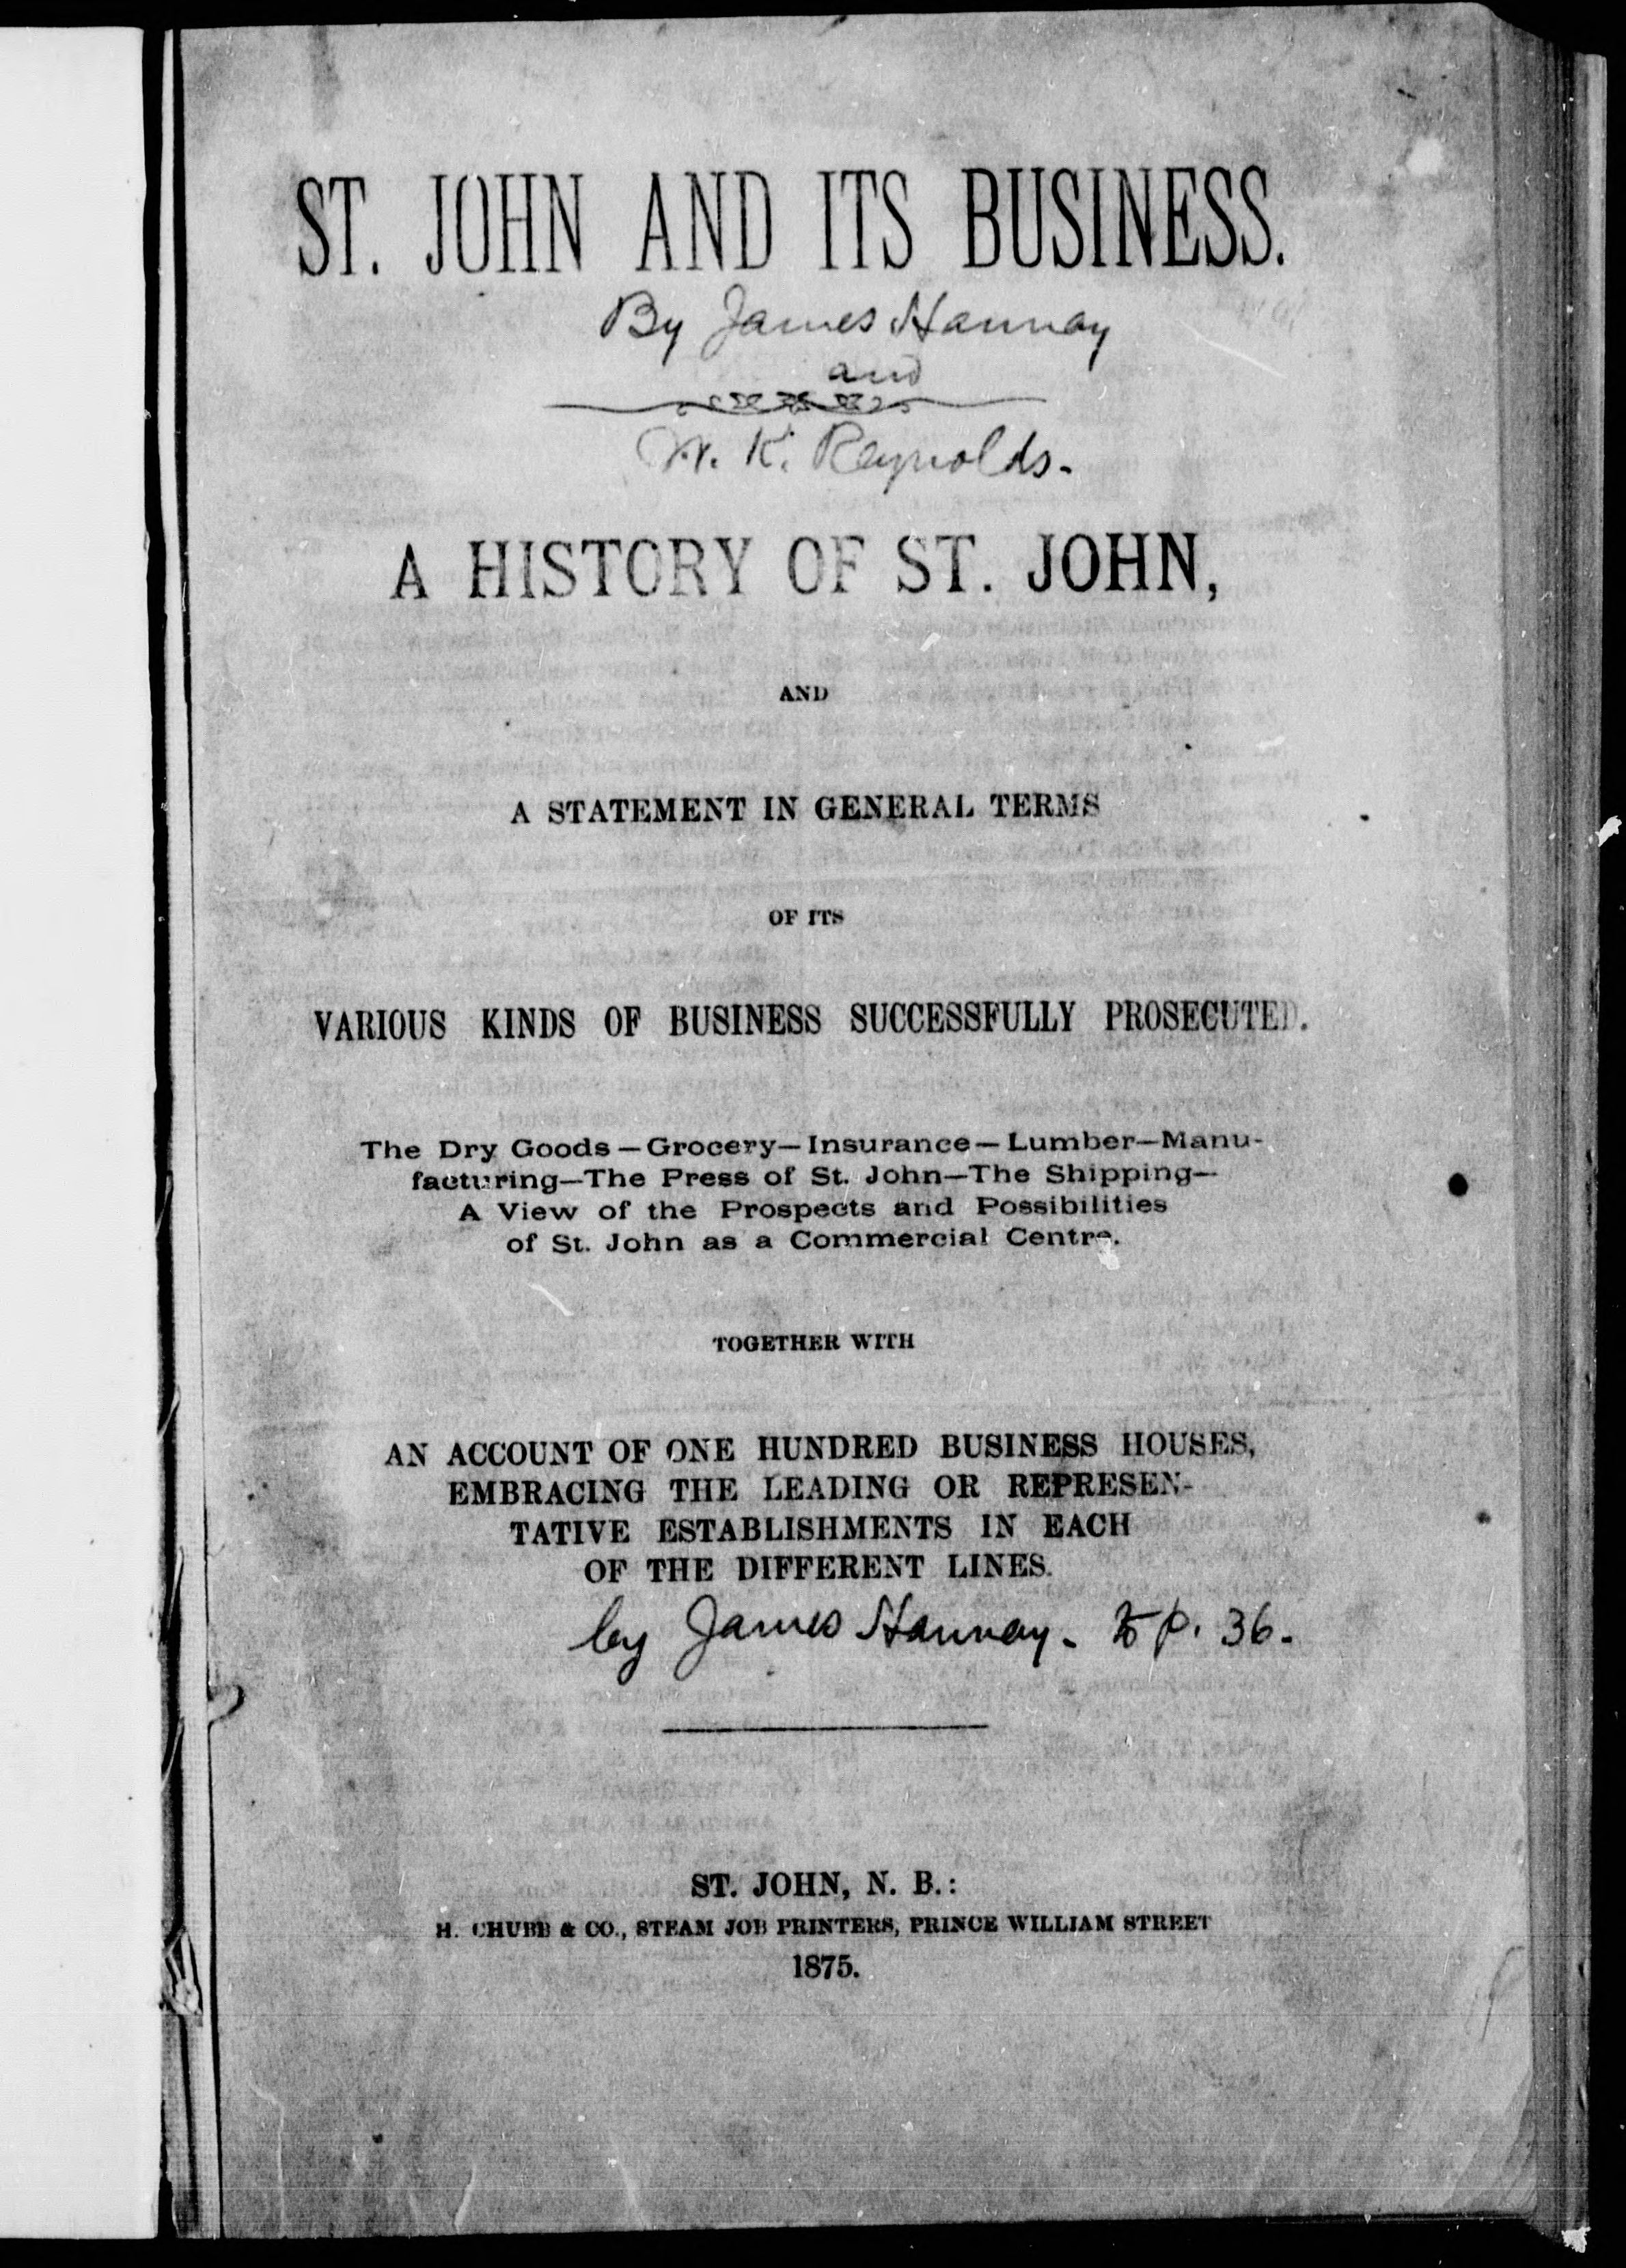 ST. JOHN AND ITS BUSINESS.
By James Hannay
and
W. K. Reynolds.
A HISTORY OF ST. JOHN,
AND
A STATEMENT IN GENERAL TERMS
OF ITS
VARIOUS KINDS OF BUSINESS SUCCESSFULLY PROSECUTED.
The Dry Goods—Grocery—Insurance—Lumber—Manu-
facturing—The Press of St. John—The Shipping—
A View of the Prospects and Possibilities
of St. John as a Commercial Centre.
TOGETHER WITH
AN ACCOUNT OF ONE HUNDRED BUSINESS HOUSES,
EMBRACING THE LEADING OR REPRESEN-
TATIVE ESTABLISHMENTS IN EACH
OF THE DIFFERENT LINES.
by James Hannay. to p. 36.
ST. JOHN, N. B.:
H. CHUBB & CO., STEAM JOB PRINTERS, PRINCE WILLIAM STREET
1875.